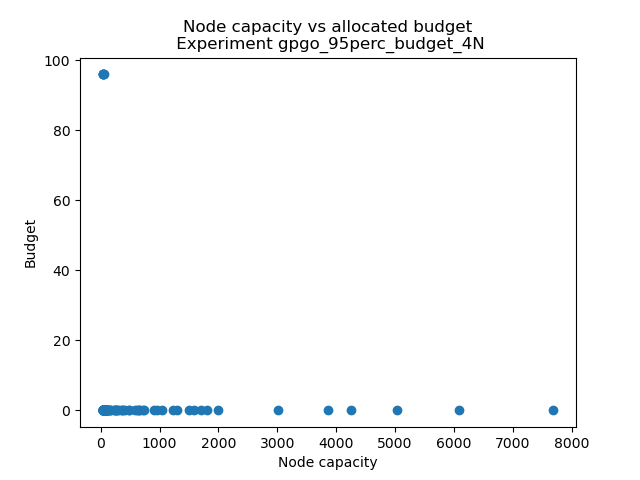 Node capacity vs allocated budget
Experiment gpgo_95perc_budget_4N
100
80
60
40
20
0
Budget
0 1000 2000 3000 4000 5000 6000 7000 8000
Node capacity